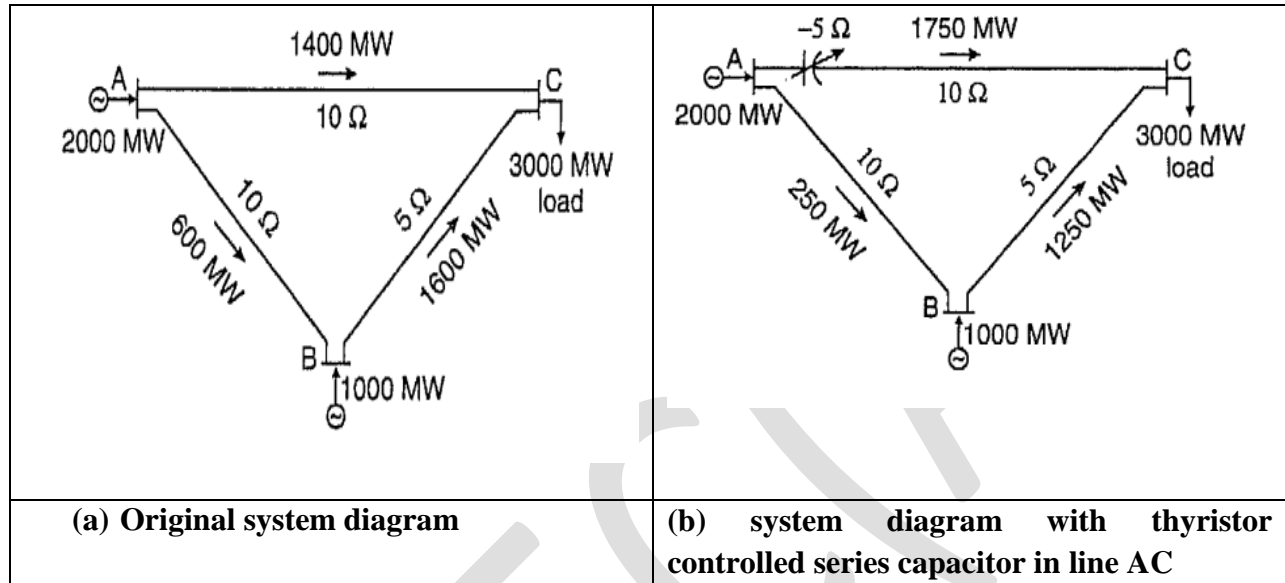 1400 MW
A
C
10 Ω
2000 MW
3000 MW
load
10 Ω
600 MW
5 Ω
1600 MW
B
1000 MW
–5 Ω
1750 MW
A
C
10 Ω
2000 MW
3000 MW
load
10 Ω
250 MW
5 Ω
1250 MW
B
1000 MW
(a) Original system diagram
(b) system diagram with thyristor
controlled series capacitor in line AC